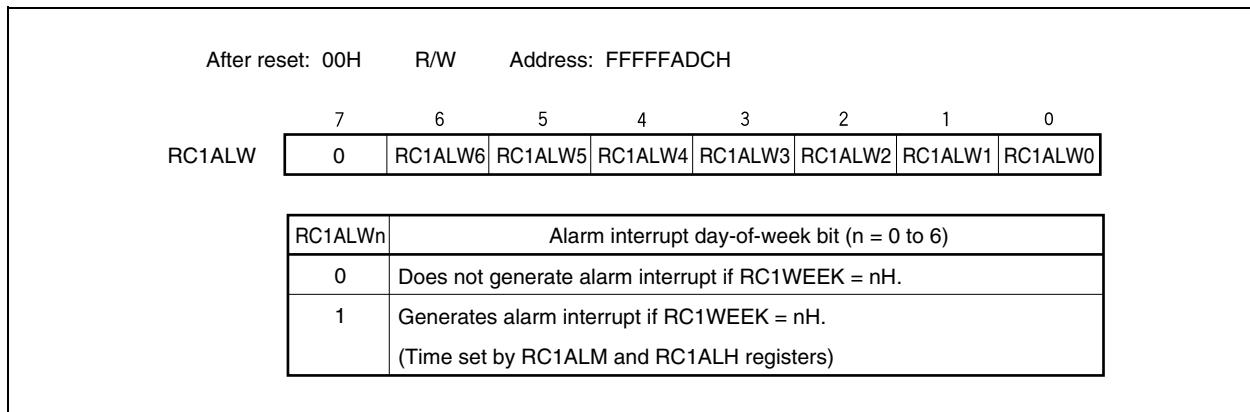 After reset: 00H R/W Address: FFFFFADCH
7 6 5 4 3 2 1 0
RC1ALW 0 RC1ALW6 RC1ALW5 RC1ALW4 RC1ALW3 RC1ALW2 RC1ALW1 RC1ALW0
RC1ALWn Alarm interrupt day-of-week bit (n = 0 to 6)
0 Does not generate alarm interrupt if RC1WEEK = nH.
1 Generates alarm interrupt if RC1WEEK = nH.
(Time set by RC1ALM and RC1ALH registers)